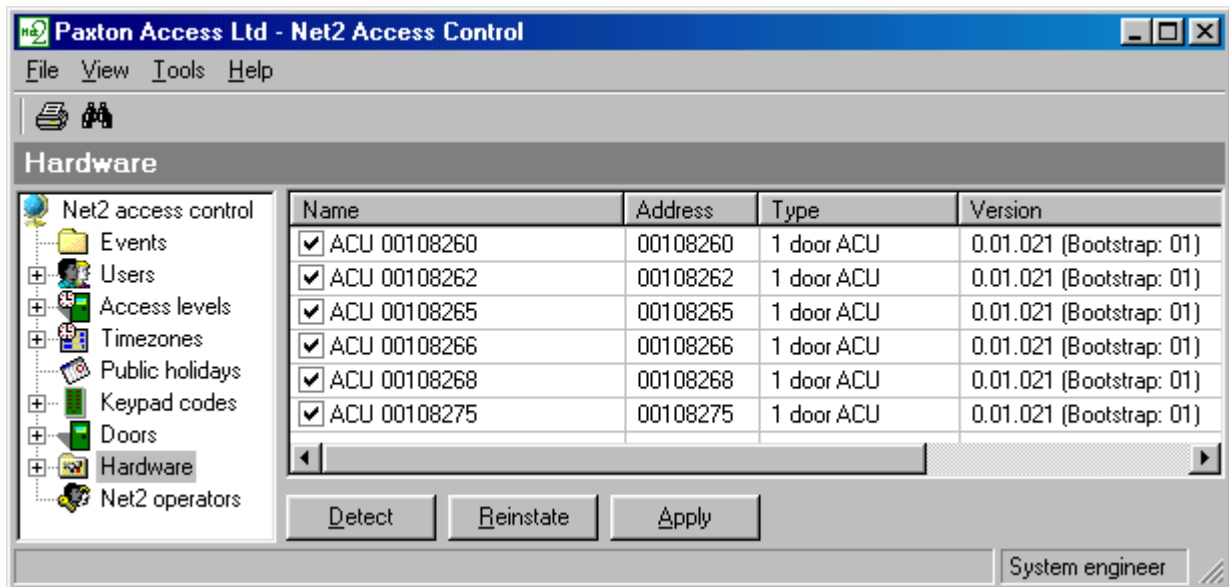 Paxton Access Ltd - Net2 Access Control
File View Tools Help
Hardware
Net2 access control
Events
Users
Access levels
Timezones
Public holidays
Keypad codes
Doors
Hardware
Net2 operators
Name Address Type Version
ACU 00108260 00108260 1 door ACU 0.01.021 (Bootstrap: 01)
ACU 00108262 00108262 1 door ACU 0.01.021 (Bootstrap: 01)
ACU 00108265 00108265 1 door ACU 0.01.021 (Bootstrap: 01)
ACU 00108266 00108266 1 door ACU 0.01.021 (Bootstrap: 01)
ACU 00108268 00108268 1 door ACU 0.01.021 (Bootstrap: 01)
ACU 00108275 00108275 1 door ACU 0.01.021 (Bootstrap: 01)
Detect Reinstate Apply
System engineer